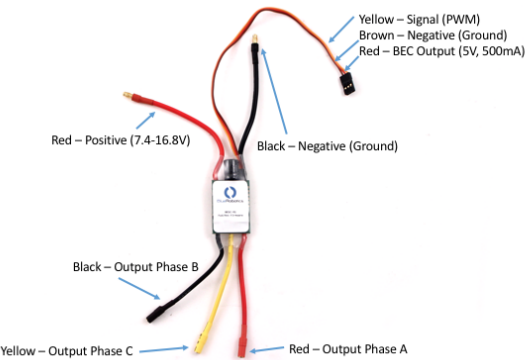 Yellow – Signal (PWM)
Brown – Negative (Ground)
Red – BEC Output (5V, 500mA)
Red – Positive (7.4-16.8V)
Black – Negative (Ground)
Black – Output Phase B
Yellow – Output Phase C
Red – Output Phase A